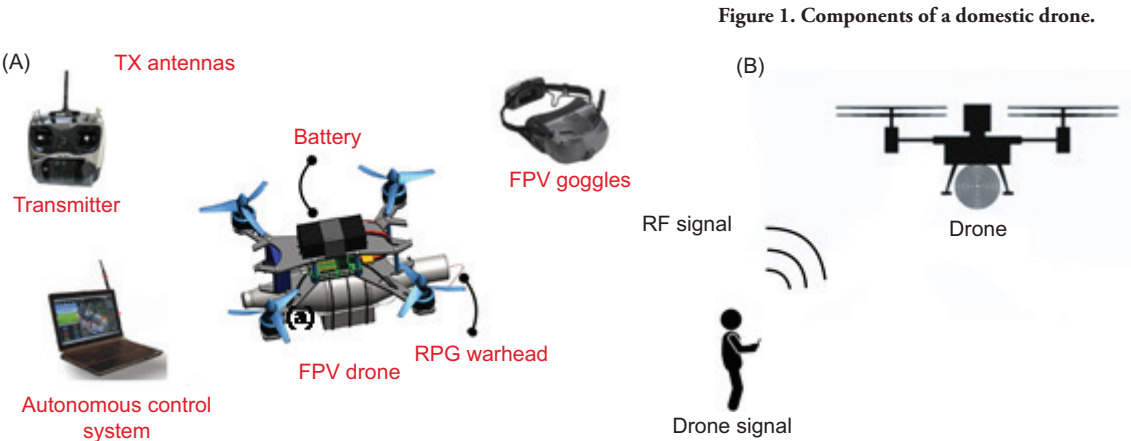 Figure 1. Components of a domestic drone.
(A)
TX antennas
Battery
FPV goggles
Transmitter
(a)
RPG warhead
FPV drone
Autonomous control
system
(B)
RF signal
Drone
Drone signal